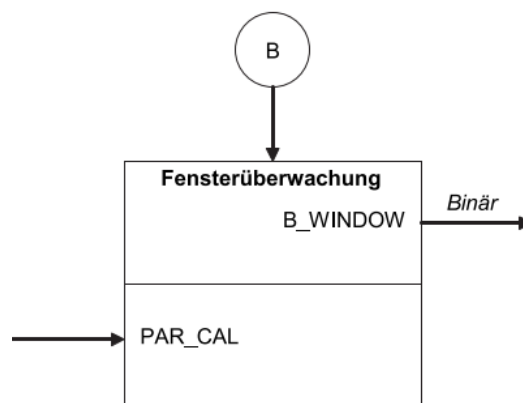 B
Fensterüberwachung
B_WINDOW
Binär
PAR_CAL